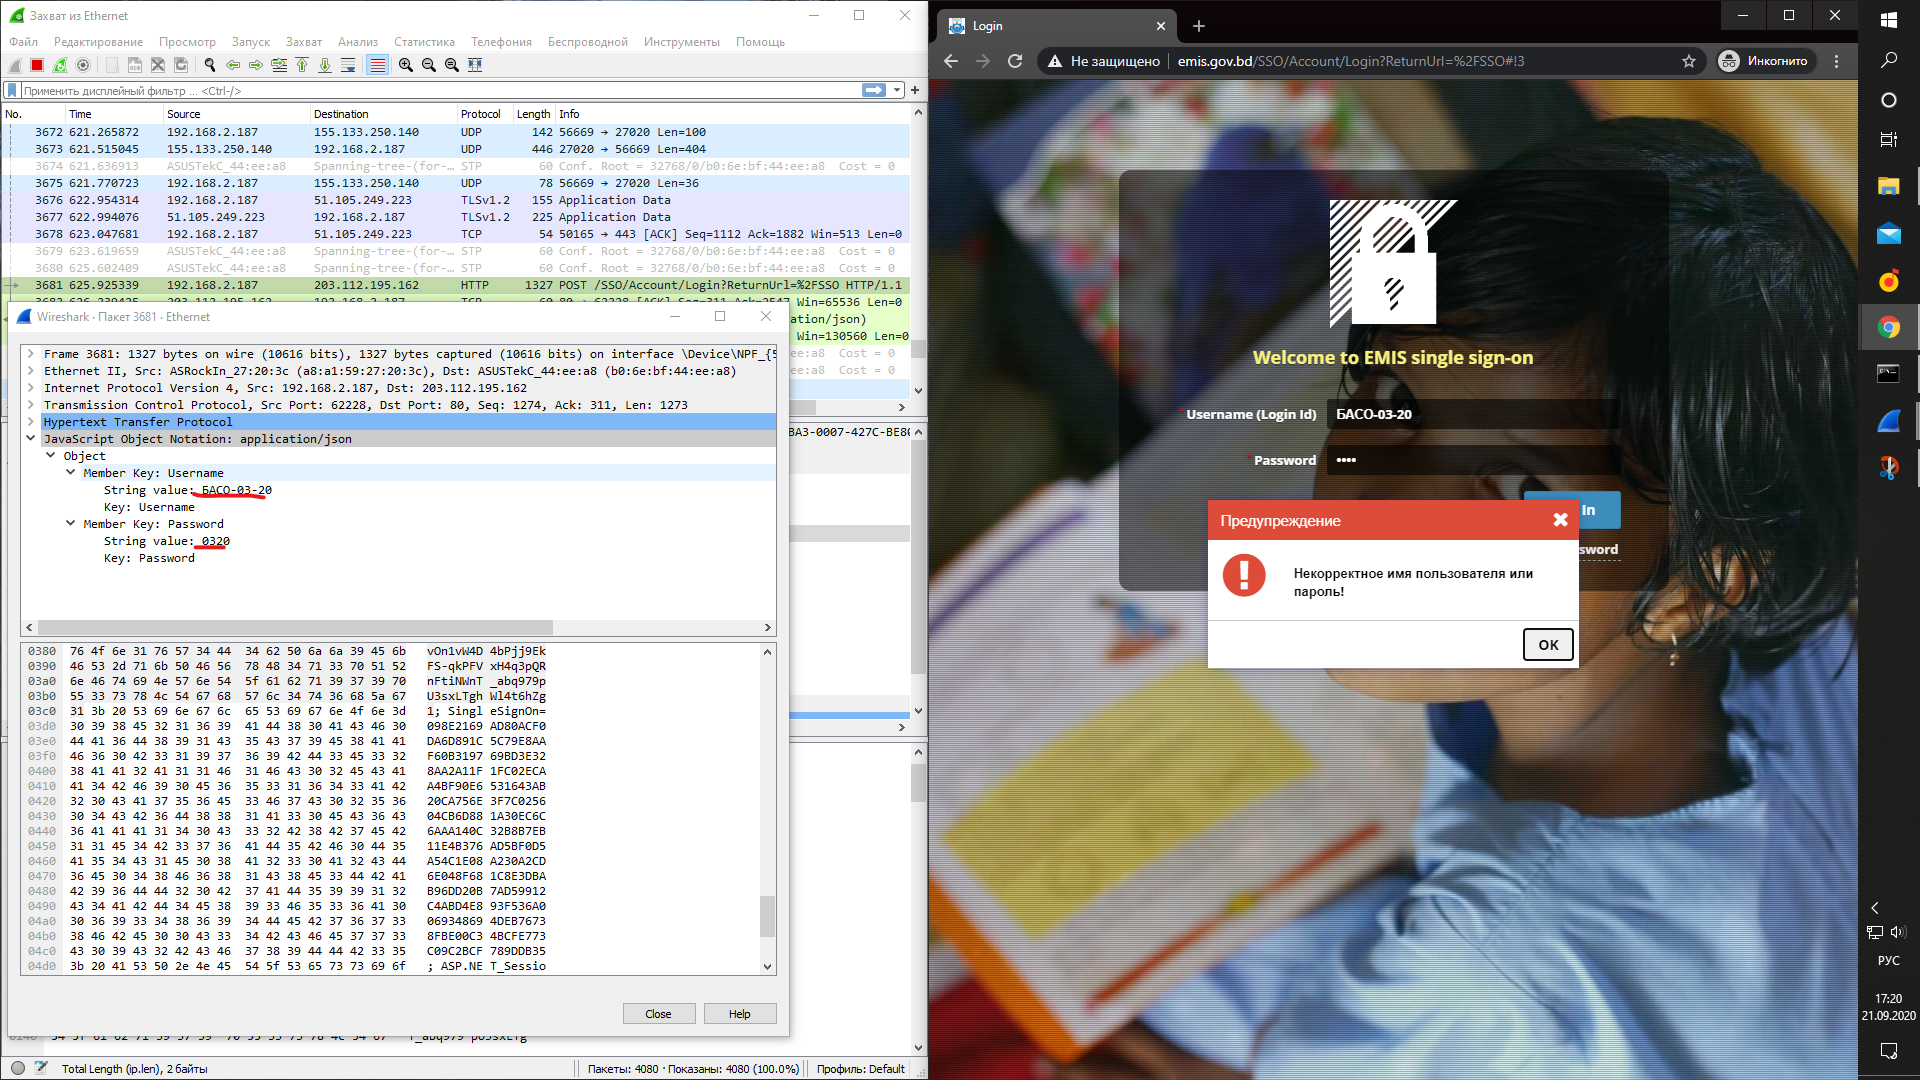 Захват из Ethernet
Файл Редактирование Просмотр Запуск Захват Анализ Статистика Телефония Беспроводной Инструменты Помощь
Применить дисплейный фильтр ... <Ctrl-/>
No. Time Source Destination Protocol Length Info
3672 621.265872 192.168.2.187 155.133.250.140 UDP 142 56669 → 27020 Len=100
3673 621.515045 155.133.250.140 192.168.2.187 UDP 446 27020 → 56669 Len=404
3674 621.636913 ASUSTekC_44:ee:a8 Spanning-tree-(for-… STP 60 Conf. Root = 32768/0/b0:6e:bf:44:ee:a8 Cost = 0
3675 621.770723 192.168.2.187 155.133.250.140 UDP 78 56669 → 27020 Len=36
3676 622.954314 192.168.2.187 51.105.249.223 TLSv1.2 155 Application Data
3677 622.994076 51.105.249.223 192.168.2.187 TLSv1.2 225 Application Data
3678 623.047681 192.168.2.187 51.105.249.223 TCP 54 50165 → 443 [ACK] Seq=1112 Ack=1882 Win=513 Len=0
3679 623.619659 ASUSTekC_44:ee:a8 Spanning-tree-(for-… STP 60 Conf. Root = 32768/0/b0:6e:bf:44:ee:a8 Cost = 0
3680 625.602409 ASUSTekC_44:ee:a8 Spanning-tree-(for-… STP 60 Conf. Root = 32768/0/b0:6e:bf:44:ee:a8 Cost = 0
3681 625.925339 192.168.2.187 203.112.195.162 HTTP 1327 POST /SSO/Account/Login?ReturnUrl=%2FSSO HTTP/1.1
Win=65536 Len=0
ation/json)
Win=130560 Len=0
ee:a8 Cost = 0
ee:a8 Cost = 0
BA3-0007-427C-BE8
Wireshark · Пакет 3681 · Ethernet
Frame 3681: 1327 bytes on wire (10616 bits), 1327 bytes captured (10616 bits) on interface \Device\NPF_{5
Ethernet II, Src: ASRockIn_27:20:3c (a8:a1:59:27:20:3c), Dst: ASUSTekC_44:ee:a8 (b0:6e:bf:44:ee:a8)
Internet Protocol Version 4, Src: 192.168.2.187, Dst: 203.112.195.162
Transmission Control Protocol, Src Port: 62228, Dst Port: 80, Seq: 1274, Ack: 311, Len: 1273
Hypertext Transfer Protocol
JavaScript Object Notation: application/json
Object
Member Key: Username
String value: БАСО-03-20
Key: Username
Member Key: Password
String value: 0320
Key: Password
0380 76 4f 6e 31 76 57 34 44 34 62 50 6a 6a 39 45 6b vOn1vW4D 4bPjj9Ek
0390 46 53 2d 71 6b 50 46 56 78 48 34 71 33 70 51 52 FS-qkPFV xH4q3pQR
03a0 6e 46 74 69 4e 57 6e 54 5f 61 62 71 39 37 39 70 nFtiNWnT _abq979p
03b0 55 33 73 78 4c 54 67 68 57 6c 34 74 36 68 5a 67 U3sxLTgh Wl4t6hZg
03c0 31 3b 20 53 69 6e 67 6c 65 53 69 67 6e 4f 6e 3d 1; Singl eSignOn=
03d0 30 39 38 45 32 31 36 39 41 44 38 30 41 43 46 30 098E2169 AD80ACF0
03e0 44 41 36 44 38 39 31 43 35 43 37 39 45 38 41 41 DA6D891C 5C79E8AA
03f0 46 36 30 42 33 31 39 37 36 39 42 44 33 45 33 32 F60B3197 69BD3E32
0400 38 41 41 32 41 31 31 46 31 46 43 30 32 45 43 41 8AA2A11F 1FC02ECA
0410 41 34 42 46 39 30 45 36 35 33 31 36 34 33 41 42 A4BF90E6 531643AB
0420 32 30 43 41 37 35 36 45 33 46 37 43 30 32 35 36 20CA756E 3F7C0256
0430 30 34 43 42 36 44 38 38 31 41 33 30 45 43 36 43 04CB6D88 1A30EC6C
0440 36 41 41 41 31 34 30 43 33 32 42 38 42 37 45 42 6AAA140C 32B8B7EB
0450 31 31 45 34 42 33 37 36 41 44 35 42 46 30 44 35 11E4B376 AD5BF0D5
0460 41 35 34 43 31 45 30 38 41 32 33 30 41 32 43 44 A54C1E08 A230A2CD
0470 36 45 30 34 38 46 36 38 31 43 38 45 33 44 42 41 6E048F68 1C8E3DBA
0480 42 39 36 44 44 32 30 42 37 41 44 35 39 39 31 32 B96DD20B 7AD59912
0490 43 34 41 42 44 34 45 38 39 33 46 35 33 36 41 30 C4ABD4E8 93F536A0
04a0 30 36 39 33 34 38 36 39 34 44 45 42 37 36 37 33 06934869 4DEB7673
04b0 38 46 42 45 30 30 43 33 34 42 43 46 45 37 37 33 8FBE00C3 4BCFE773
04c0 43 30 39 43 32 42 43 46 37 38 39 44 44 42 33 35 C09C2BCF 789DDB35
04d0 3b 20 41 53 50 2e 4e 45 54 5f 53 65 73 73 69 6f ; ASP.NE T_Sessio
Close Help
Total Length (ip.len), 2 байты
Пакеты: 4080 · Показаны: 4080 (100.0%) Профиль: Default
Login
Не защищено emis.gov.bd/SSO/Account/Login?ReturnUrl=%2FSSO#!3
Инкогнито
Welcome to EMIS single sign-on
*Username (Login Id) БАСО-03-20
*Password ••••
In
sword
Предупреждение
Некорректное имя пользователя или
пароль!
OK
РУС
17:20
21.09.2020